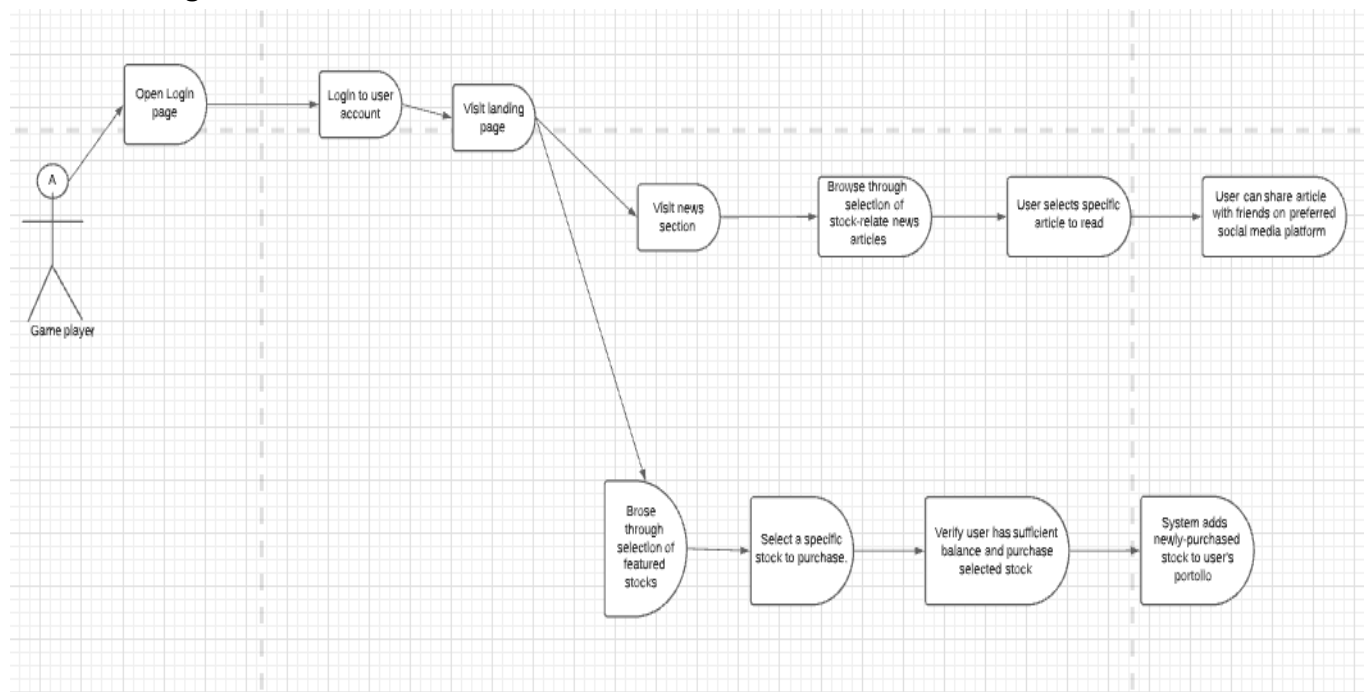 Open Login
page
Login to user
account
Visit landing
page
A
Game player
Visit news
section
Browse through
selection of
stock-relate news
articles
User selects specific
article to read
User can share article
with friends on preferred
social media platform
Brose
through
selection of
featured
stocks
Select a specific
stock to purchase.
Verify user has sufficient
balance and purchase
selected stock
System adds
newly-purchased
stock to user's
portollo